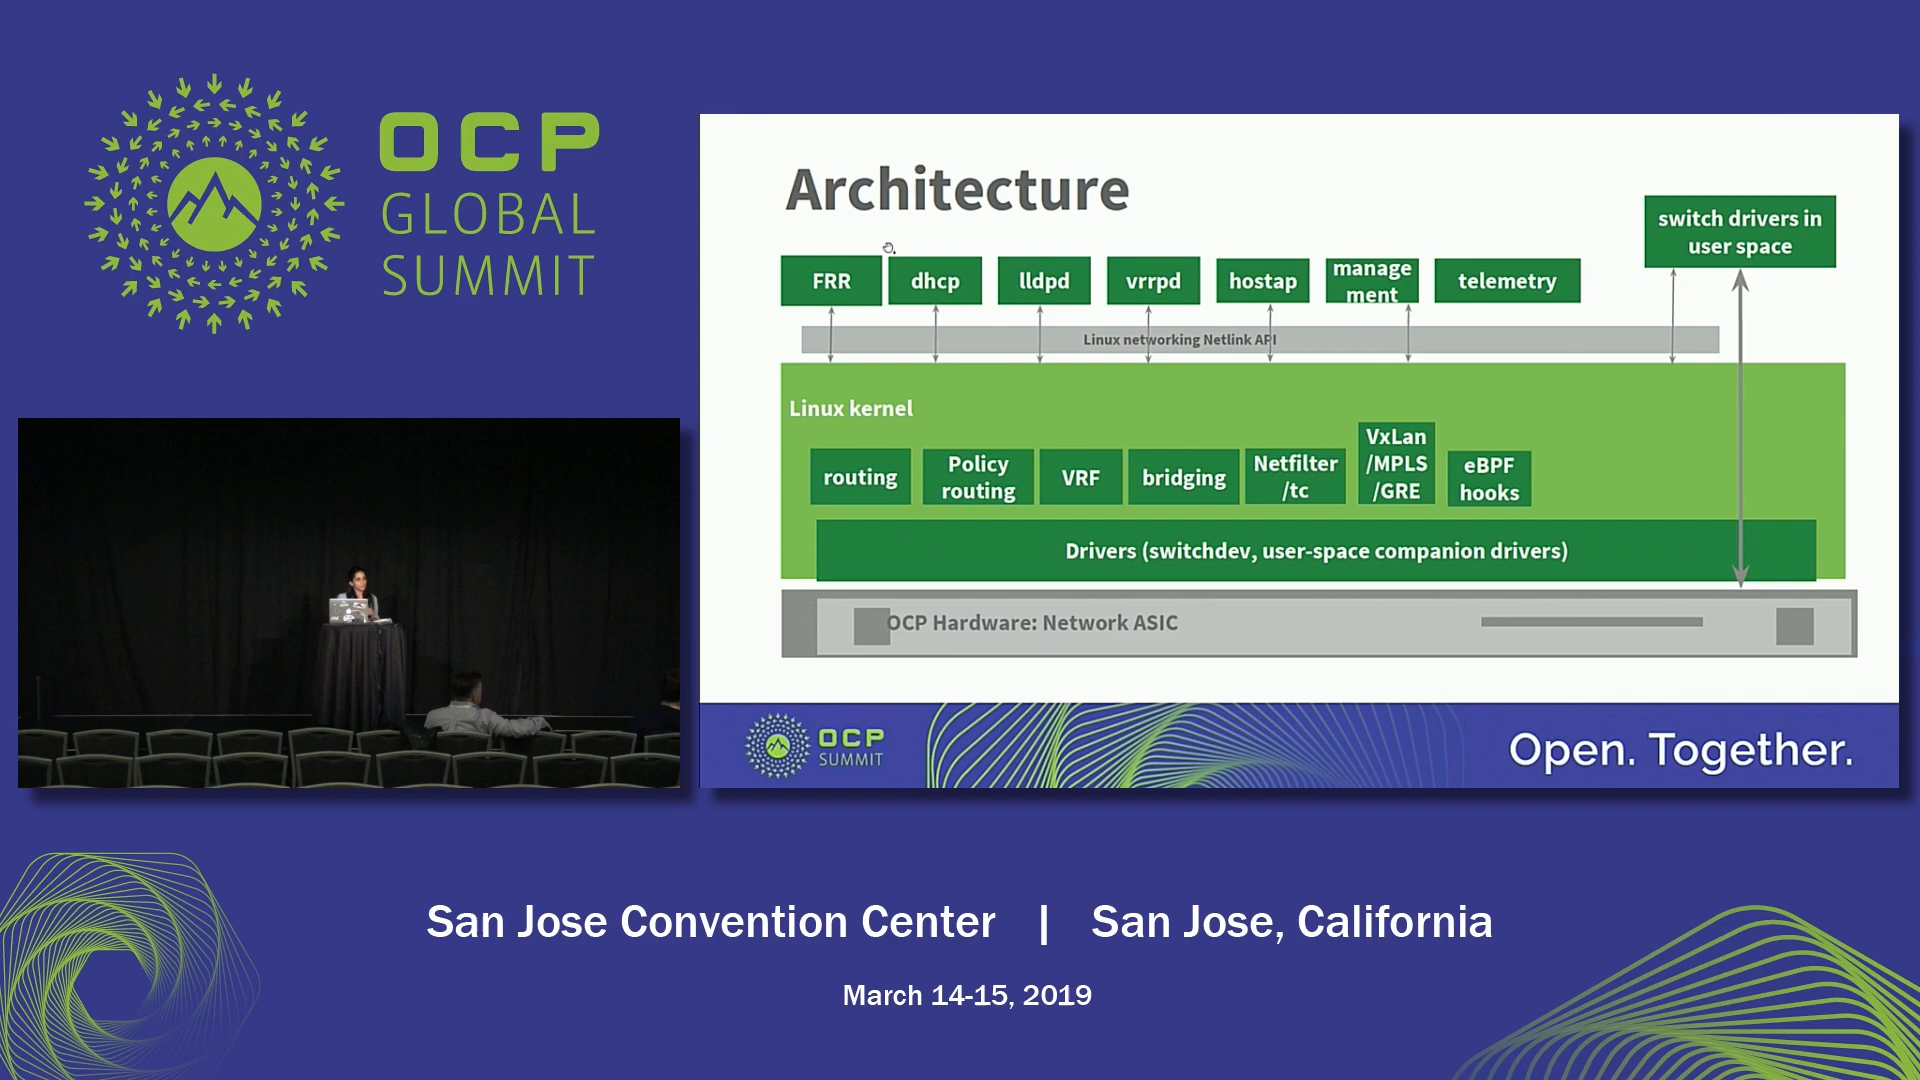 OCP
GLOBAL
SUMMIT
Architecture
switch drivers in
user space
FRR
dhcp
lldpd
vrrpd
hostap
manage
ment
telemetry
Linux networking Netlink API
Linux kernel
routing
Policy
routing
VRF
bridging
Netfilter
/tc
VxLan
/MPLS
/GRE
eBPF
hooks
Drivers (switchdev, user-space companion drivers)
OCP Hardware: Network ASIC
OCP
SUMMIT
Open. Together.
San Jose Convention Center | San Jose, California
March 14-15, 2019